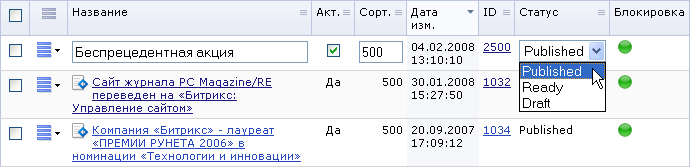 Название Акт. Сорт. Дата изм. ID Статус Блокировка
Беспрецедентная акция 500 04.02.2008 13:10:10 2500 Published
Published
Ready
Draft
Сайт журнала PC Magazine/RE переведен на «Битрикс: Управление сайтом» Да 500 30.01.2008 15:27:50 1032
Компания «Битрикс» - лауреат «ПРЕМИИ РУНЕТА 2006» в номинации «Технологии и инновации» Да 500 20.09.2007 17:09:12 1034 Published